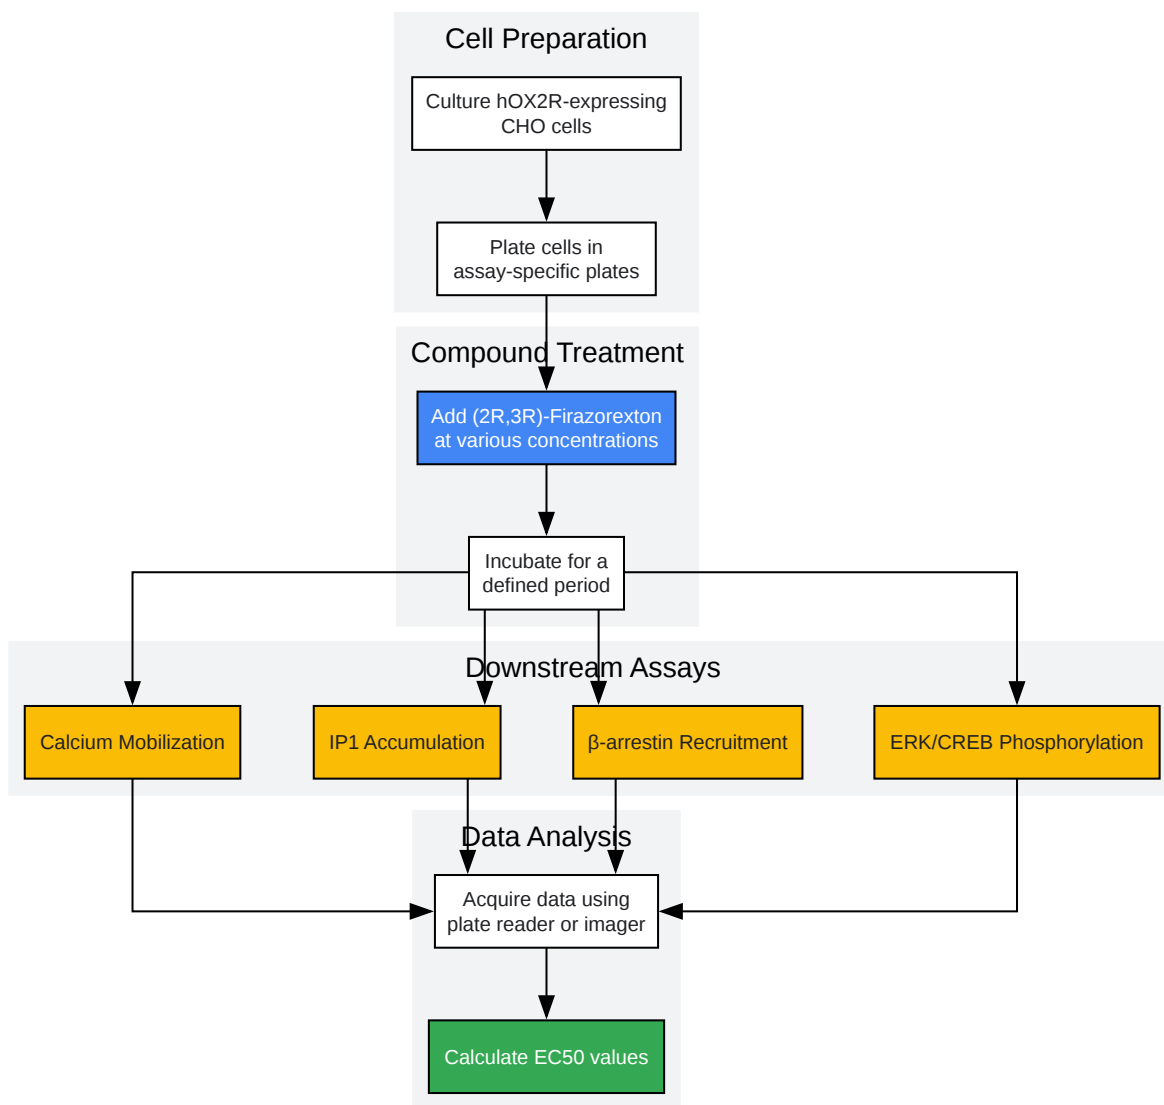 Cell Preparation
Culture hOX2R-expressing
CHO cells
Plate cells in
assay-specific plates
Compound Treatment
Add (2R,3R)-Firazorexton
at various concentrations
Incubate for a
defined period
Downstream Assays
Calcium Mobilization
IP1 Accumulation
β-arrestin Recruitment
ERK/CREB Phosphorylation
Data Analysis
Acquire data using
plate reader or imager
Calculate EC50 values